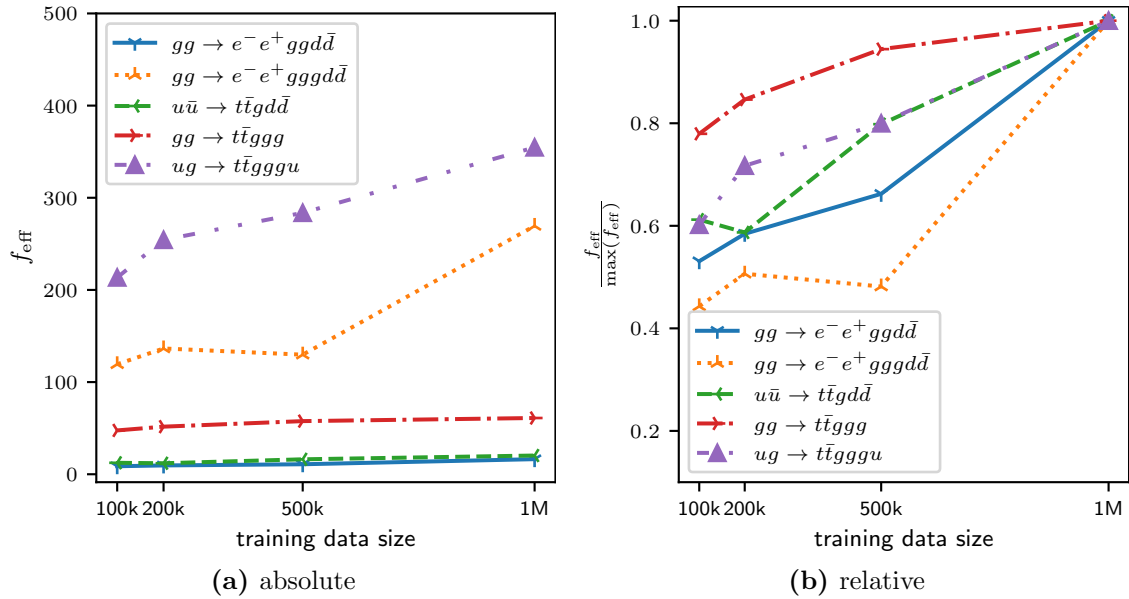 500
400
300
200
100
0
f_eff
gg → e⁻e⁺ggdd̄
gg → e⁻e⁺gggdd̄
uū → tt̄gdd̄
gg → tt̄ggg
ug → tt̄gggu
100k 200k 500k 1M
training data size
(a) absolute
1.0
0.8
0.6
0.4
0.2
f_eff
max(f_eff)
gg → e⁻e⁺ggdd̄
gg → e⁻e⁺gggdd̄
uū → tt̄gdd̄
gg → tt̄ggg
ug → tt̄gggu
100k 200k 500k 1M
training data size
(b) relative